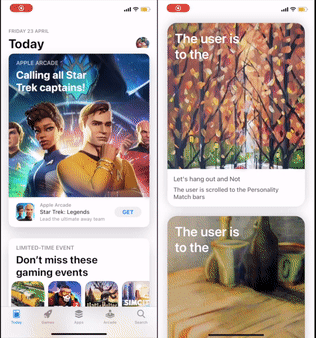 FRIDAY 23 APRIL
Today
APPLE ARCADE
Calling all Star
Trek captains!
Apple Arcade
Star Trek: Legends
Lead the ultimate away team
GET
LIMITED-TIME EVENT
Don't miss these
gaming events
SIMCITY
Today
Games
Apps
Arcade
Search
The user is
to the
Let's hang out and Not
The user is scrolled to the Personality
Match bars
The user is
to the